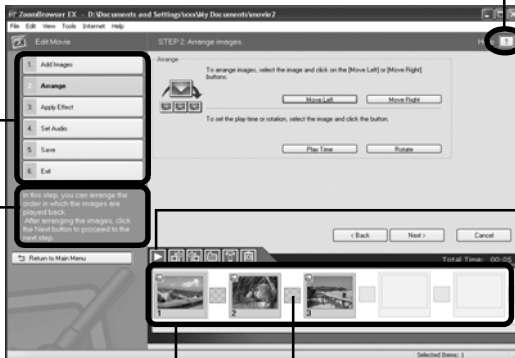 ZoomBrowser EX - D:\Documents and Settings\xxx\My Documents\movie2
File Edit View Tools Internet Help
Edit Movie
STEP 2: Arrange images.
?
1. Add Images
2. Arrange
3. Apply Effect
4. Set Audio
5. Save
6. Exit
In this step, you can arrange the
order in which the images are
played back.
After arranging the images, click
the Next button to proceed to the
next step.
Return to Main Menu
Arrange
To arrange images, select the image and click on the [Move Left] or [Move Right]
buttons.
Move Left
Move Right
To set the play time or rotation, select the image and click the button.
Play Time
Rotate
< Back
Next >
Cancel
Total Time: 00:05
1
2
3
Selected Items: 1